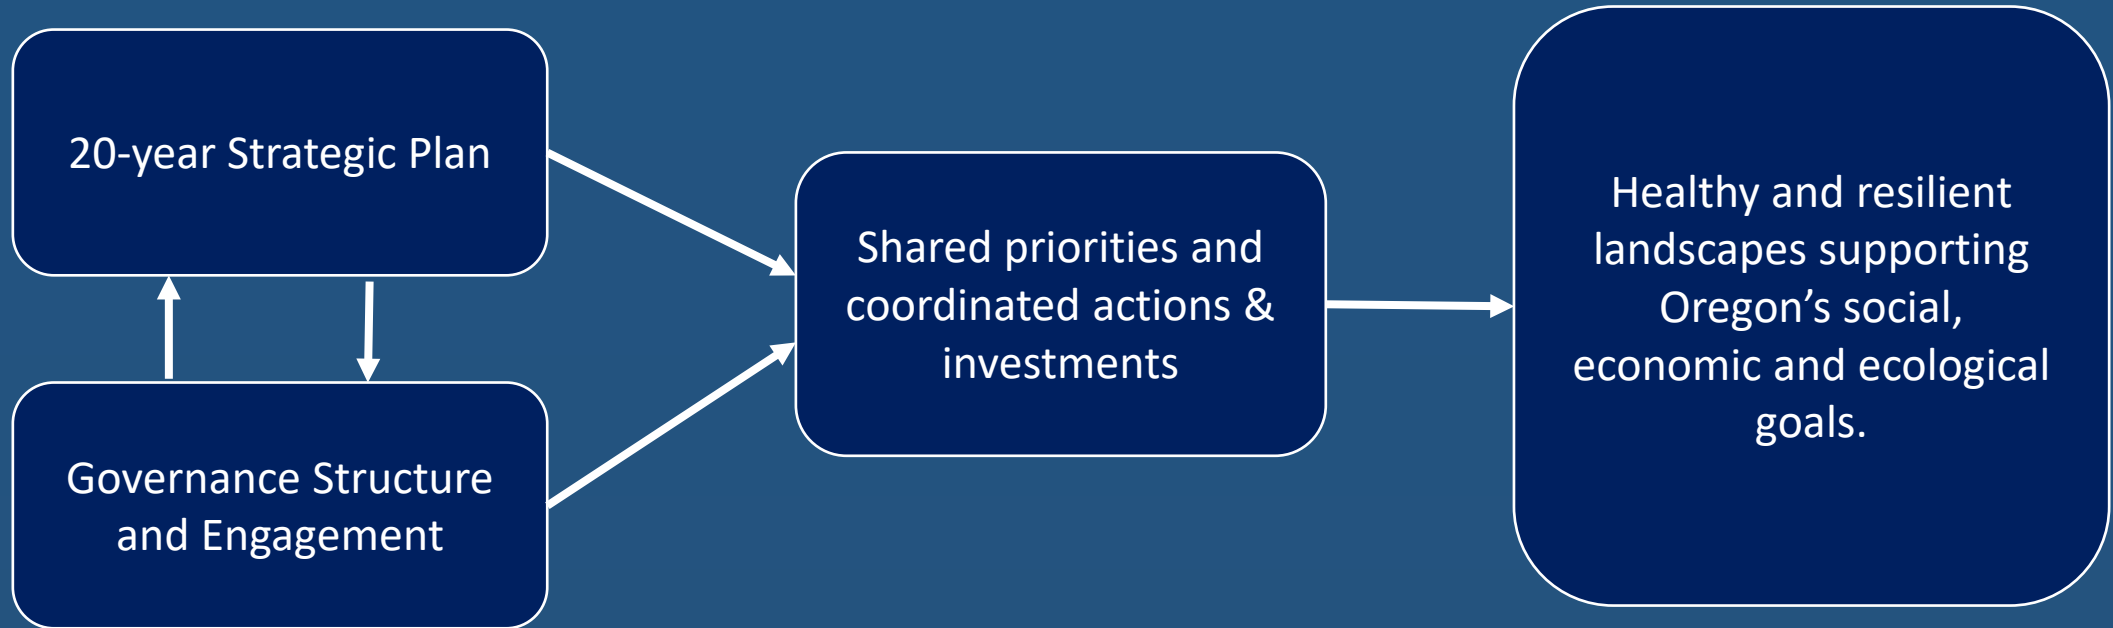 20-year Strategic Plan
Governance Structure
and Engagement
Shared priorities and
coordinated actions &
investments
Healthy and resilient
landscapes supporting
Oregon’s social,
economic and ecological
goals.